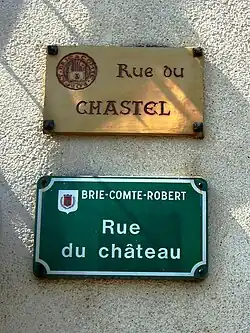 Rue du
CHASTEL
BRIE-COMTE-ROBERT
Rue
du château